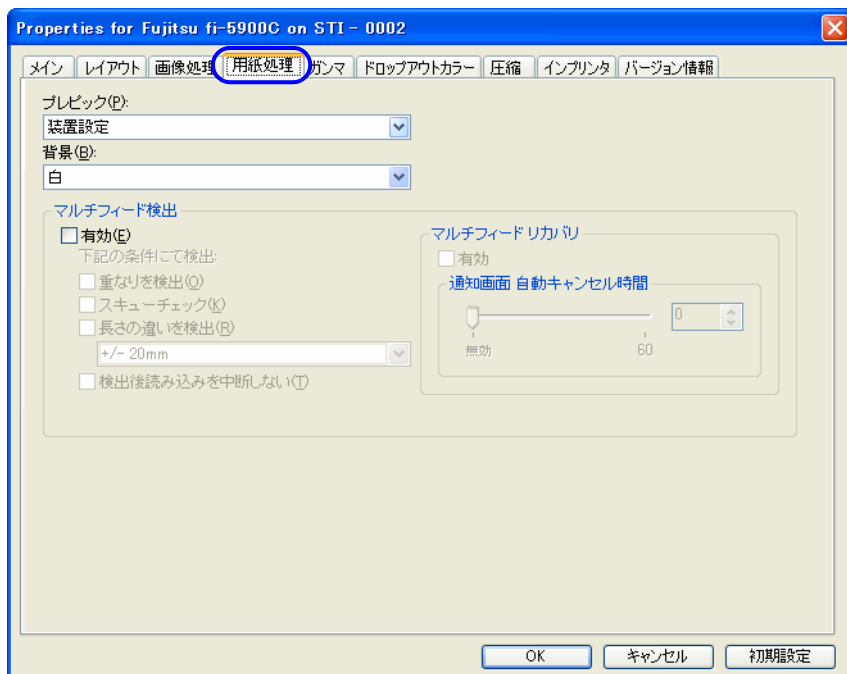 Properties for Fujitsu fi-5900C on STI - 0002
メイン レイアウト 画像処理 用紙処理 ガンマ ドロップアウトカラー 圧縮 インプリンタ バージョン情報
プレピック(P):
装置設定
背景(B):
白
マルチフィード検出
有効(E)
下記の条件にて検出:
重なりを検出(O)
スキューチェック(K)
長さの違いを検出(R)
+/- 20mm
検出後読み込みを中断しない(T)
マルチフィード リカバリ
有効
通知画面 自動キャンセル時間
0
無効 60
OK キャンセル 初期設定